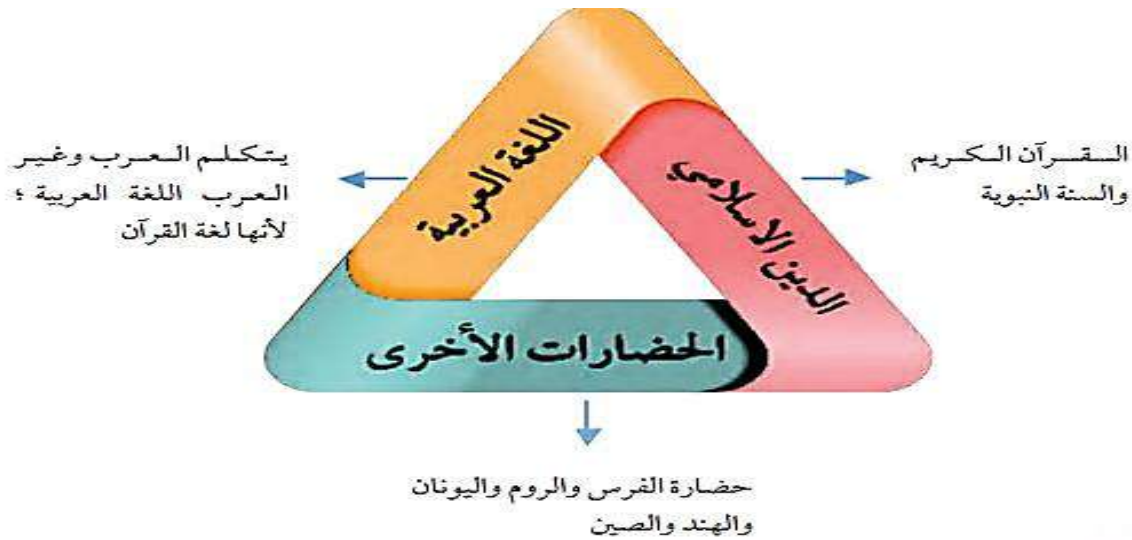 اللغة العربية
الدين الاسلامي
الحضارات الأخرى
القرآن الكريم
والسنة النبوية
يتكلم العرب وغير
العرب اللغة العربية ؛
لأنها لغة القرآن
حضارة الفرس والروم واليونان
والهند والصين